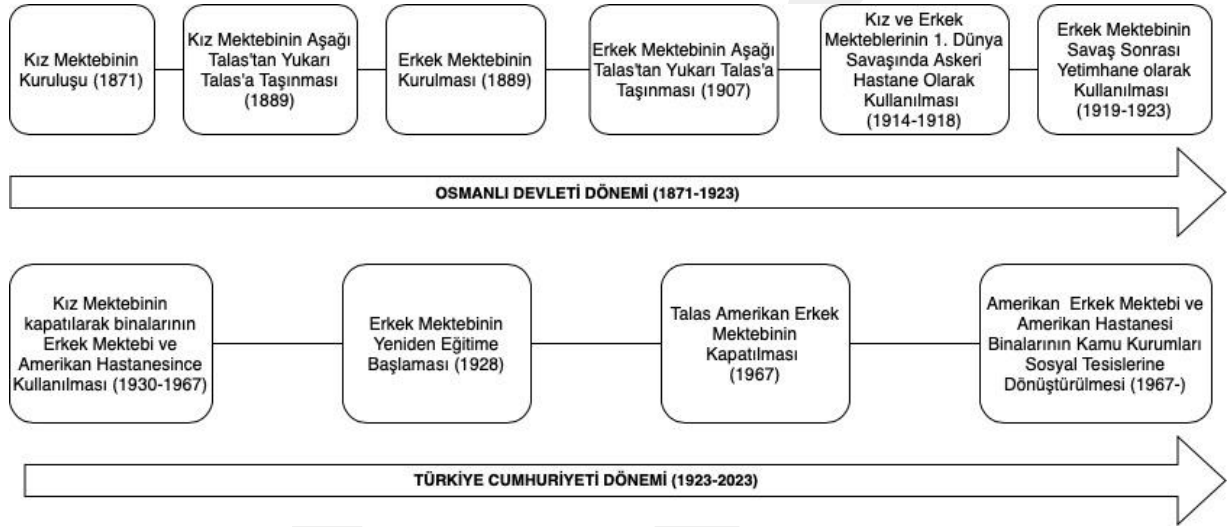 Kız Mektebinin
Kuruluşu (1871)
Kız Mektebinin Aşağı
Talas'tan Yukarı
Talas'a Taşınması
(1889)
Erkek Mektebinin
Kurulması (1889)
Erkek Mektebinin Aşağı
Talas'tan Yukarı Talas'a
Taşınması (1907)
Kız ve Erkek
Mekteblerinin 1. Dünya
Savaşında Askeri
Hastane Olarak
Kullanılması
(1914-1918)
Erkek Mektebinin
Savaş Sonrası
Yetimhane olarak
Kullanılması
(1919-1923)
OSMANLI DEVLETİ DÖNEMİ (1871-1923)
Kız Mektebinin
kapatılarak binalarının
Erkek Mektebi ve
Amerikan Hastanesince
Kullanılması (1930-1967)
Erkek Mektebinin
Yeniden Eğitime
Başlaması (1928)
Talas Amerikan Erkek
Mektebinin
Kapatılması
(1967)
Amerikan Erkek Mektebi ve
Amerikan Hastanesi
Binalarının Kamu Kurumları
Sosyal Tesislerine
Dönüştürülmesi (1967-)
TÜRKİYE CUMHURİYETİ DÖNEMİ (1923-2023)